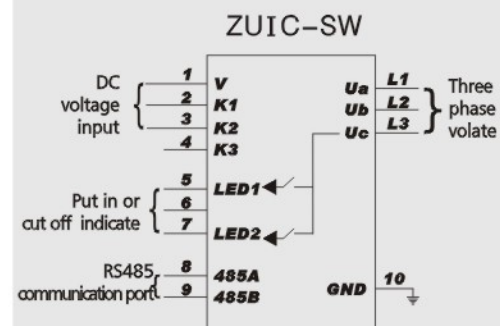 ZUIC-SW
DC
voltage
input
1 V
2 K1
3 K2
4 K3
Put in or
cut off indicate
5 LED1
6
7 LED2
RS485
communication port
8 485A
9 485B
Ua L1
Ub L2
Uc L3
Three
phase
volate
GND 10